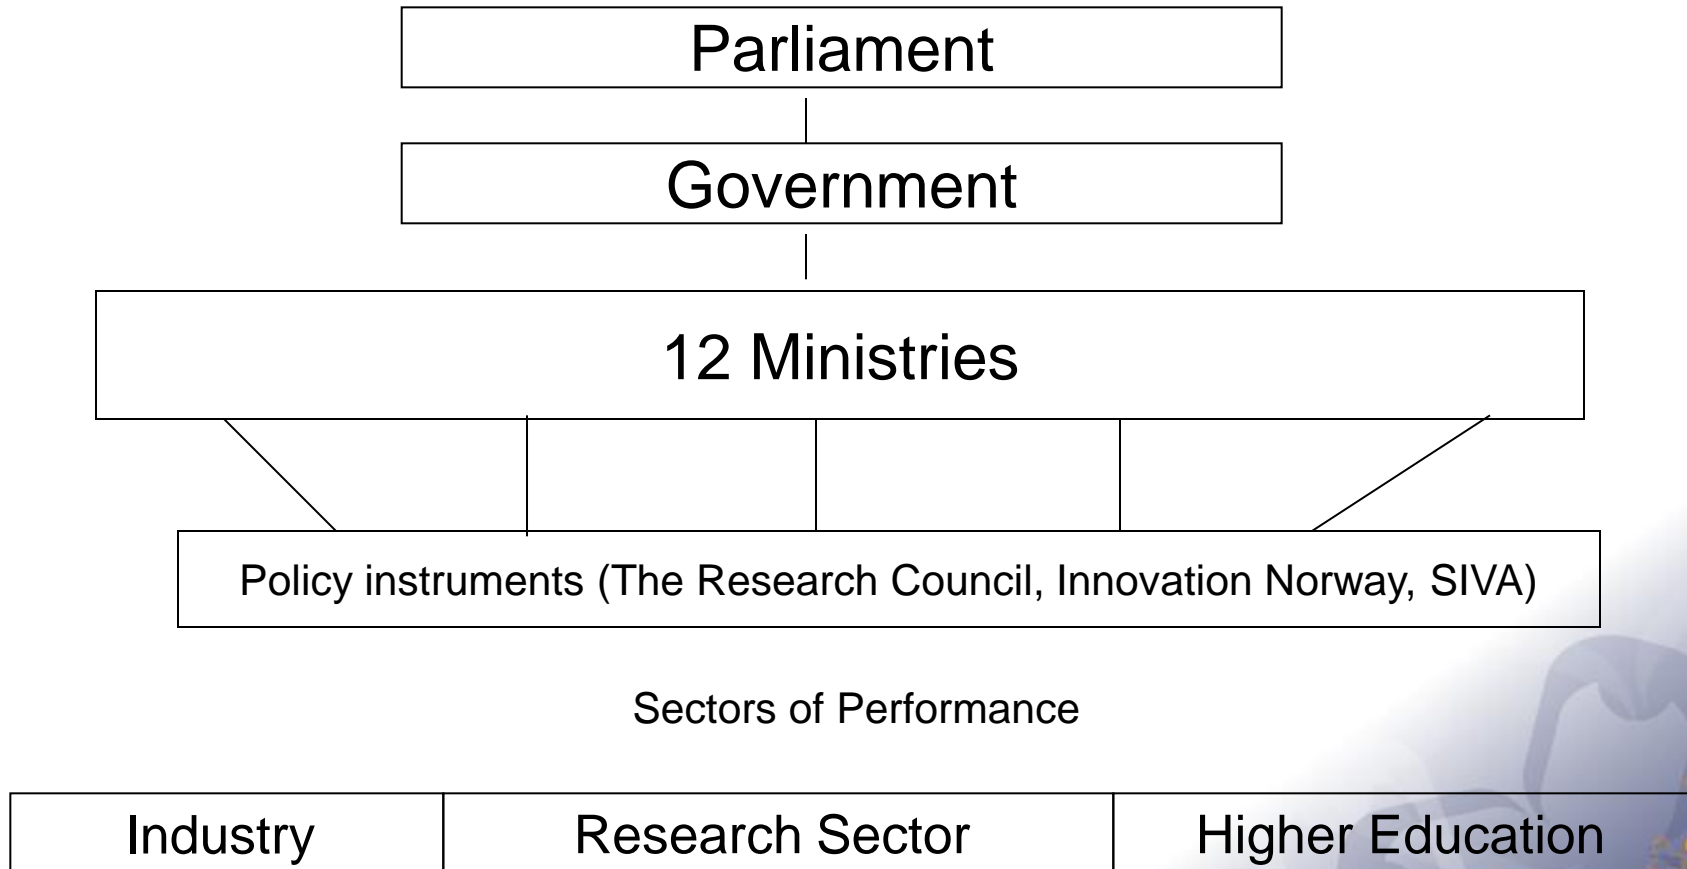 Parliament
Government
12 Ministries
Policy instruments (The Research Council, Innovation Norway, SIVA)
Sectors of Performance
Industry
Research Sector
Higher Education